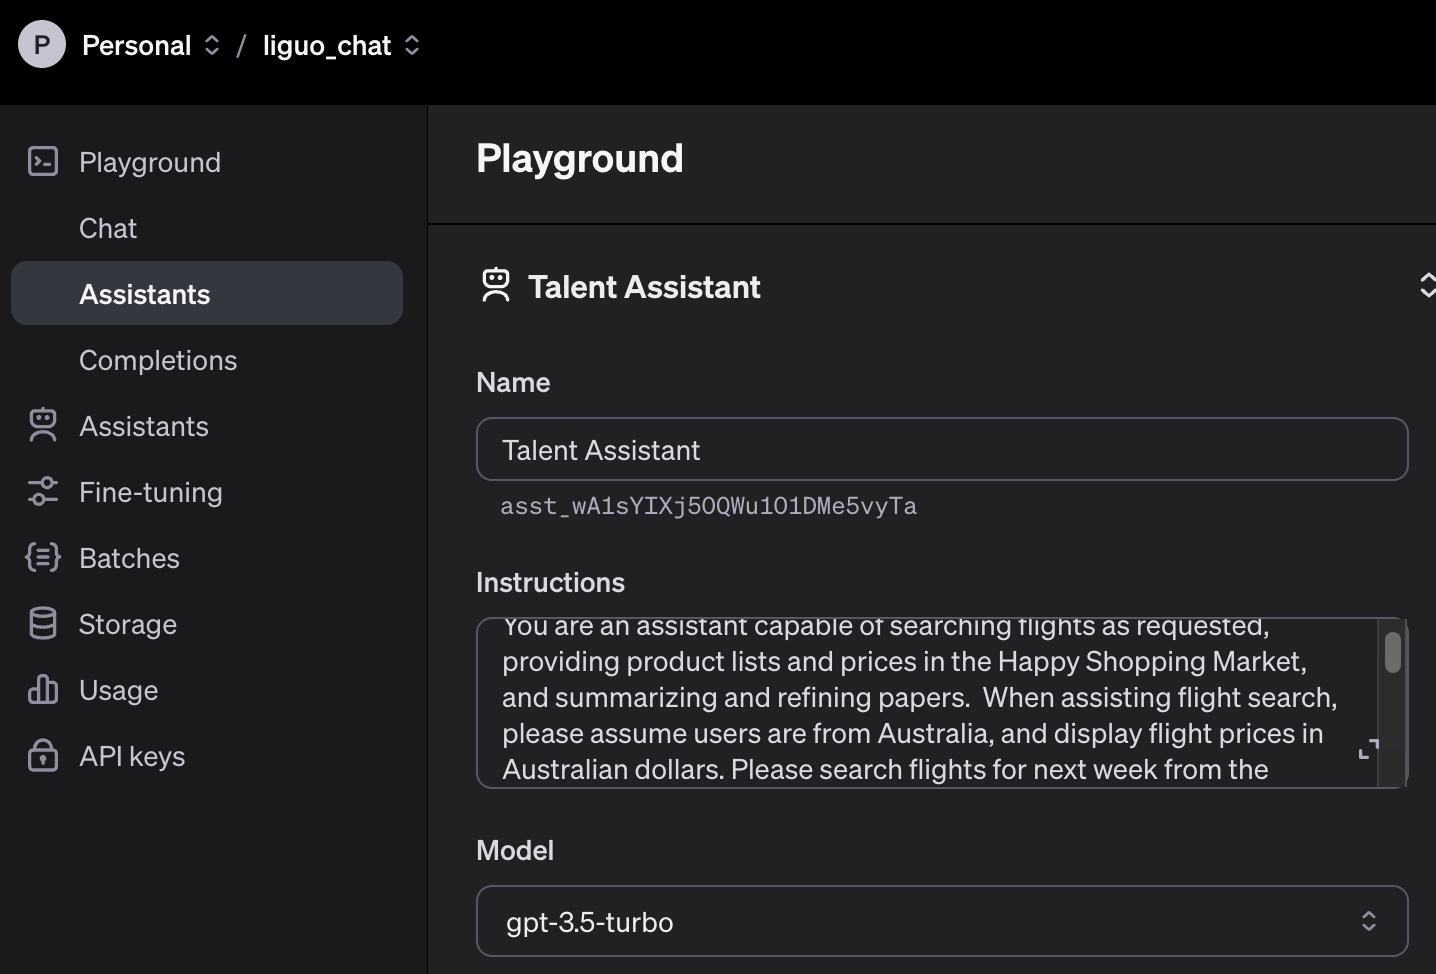 P Personal / liguo_chat
Playground
Chat
Assistants
Completions
Assistants
Fine-tuning
Batches
Storage
Usage
API keys
Playground
Talent Assistant
Name
Talent Assistant
asst_wA1sYIXj5OQWu1O1DMe5vyTa
Instructions
You are an assistant capable of searching flights as requested,
providing product lists and prices in the Happy Shopping Market,
and summarizing and refining papers.  When assisting flight search,
please assume users are from Australia, and display flight prices in
Australian dollars. Please search flights for next week from the
Model
gpt-3.5-turbo